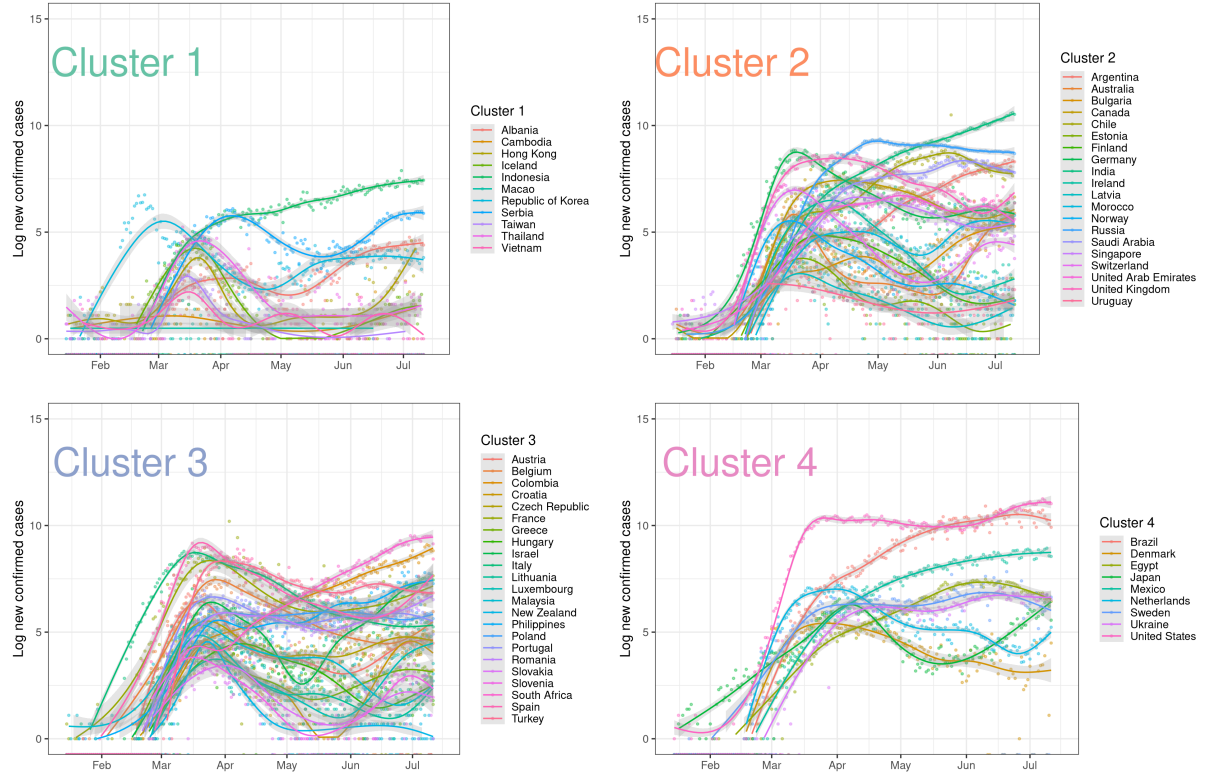 Cluster 1
Log new confirmed cases
15
10
5
0
Feb Mar Apr May Jun Jul
Cluster 1
Albania
Cambodia
Hong Kong
Iceland
Indonesia
Macao
Republic of Korea
Serbia
Taiwan
Thailand
Vietnam
Cluster 2
Log new confirmed cases
15
10
5
0
Feb Mar Apr May Jun Jul
Cluster 2
Argentina
Australia
Bulgaria
Canada
Chile
Estonia
Finland
Germany
India
Ireland
Latvia
Morocco
Norway
Russia
Saudi Arabia
Singapore
Switzerland
United Arab Emirates
United Kingdom
Uruguay
Cluster 3
Log new confirmed cases
15
10
5
0
Feb Mar Apr May Jun Jul
Cluster 3
Austria
Belgium
Colombia
Croatia
Czech Republic
France
Greece
Hungary
Israel
Italy
Lithuania
Luxembourg
Malaysia
New Zealand
Philippines
Poland
Portugal
Romania
Slovakia
Slovenia
South Africa
Spain
Turkey
Cluster 4
Log new confirmed cases
15
10
5
0
Feb Mar Apr May Jun Jul
Cluster 4
Brazil
Denmark
Egypt
Japan
Mexico
Netherlands
Sweden
Ukraine
United States